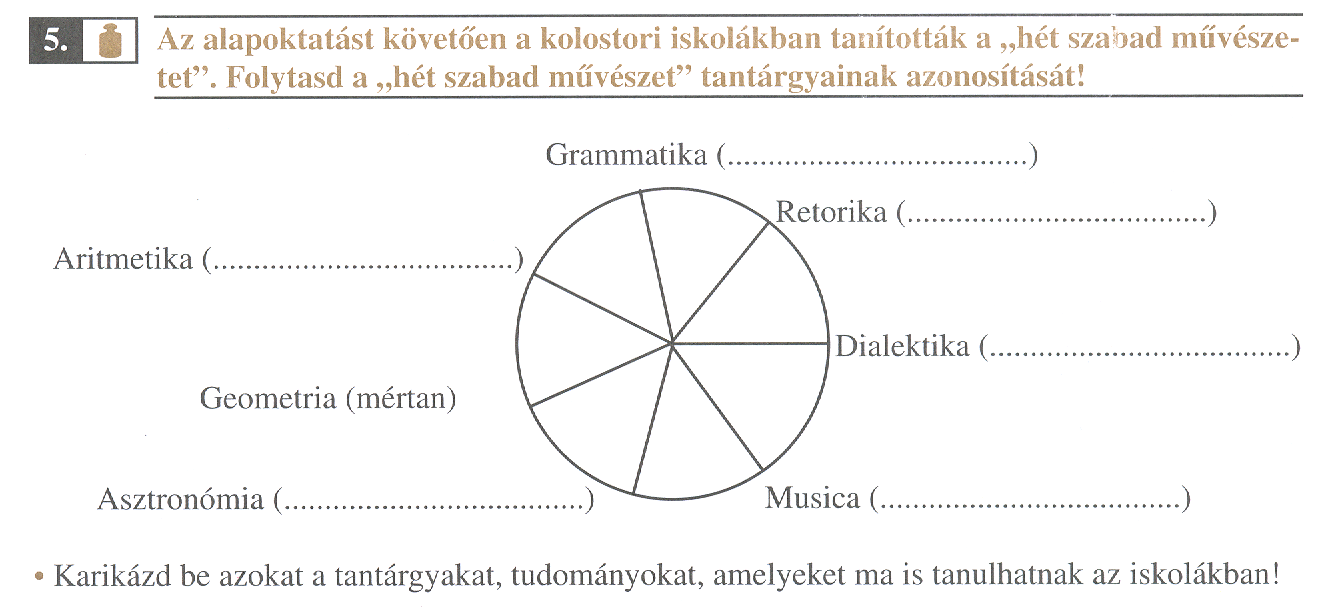 5. Az alapoktatást követően a kolostori iskolákban tanították a „hét szabad művésze-
tet”. Folytasd a „hét szabad művészet” tantárgyainak azonosítását!
Grammatika (....................................)
Retorika (....................................)
Aritmetika (....................................)
Dialektika (....................................)
Geometria (mértan)
Asztronómia (....................................)
Musica (....................................)
• Karikázd be azokat a tantárgyakat, tudományokat, amelyeket ma is tanulhatnak az iskolákban!